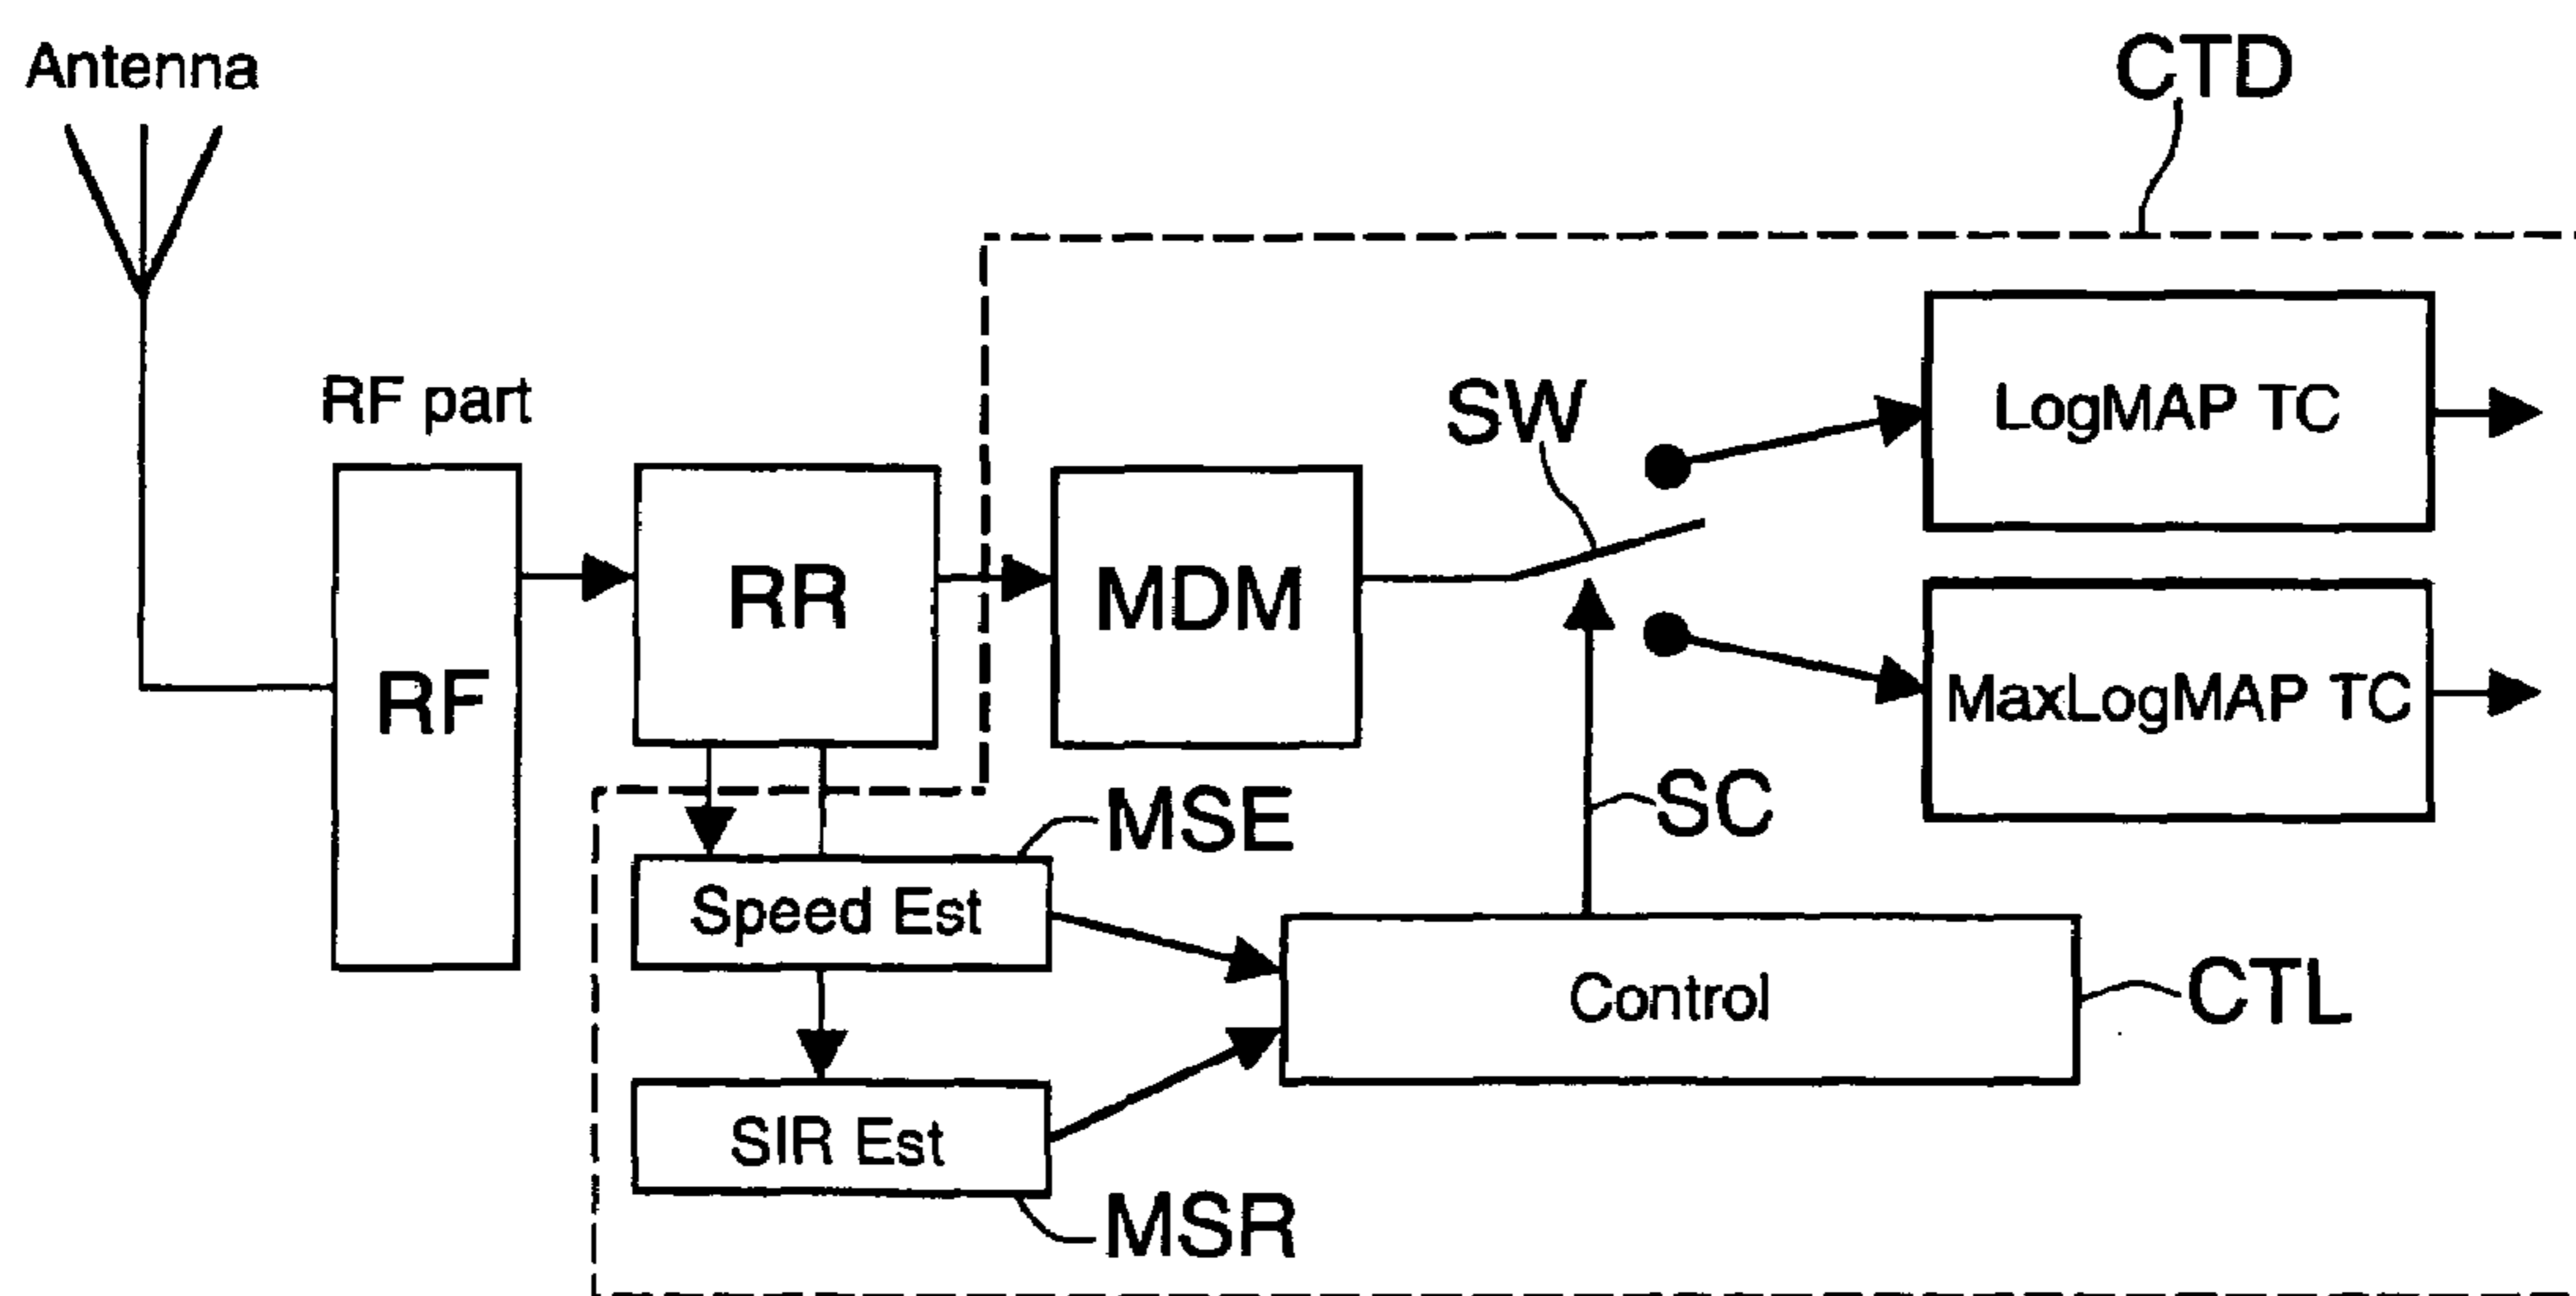 Antenna
CTD
RF part
SW
LogMAP TC
RF
RR
MDM
MaxLogMAP TC
SC
MSE
Speed Est
Control
CTL
SIR Est
MSR